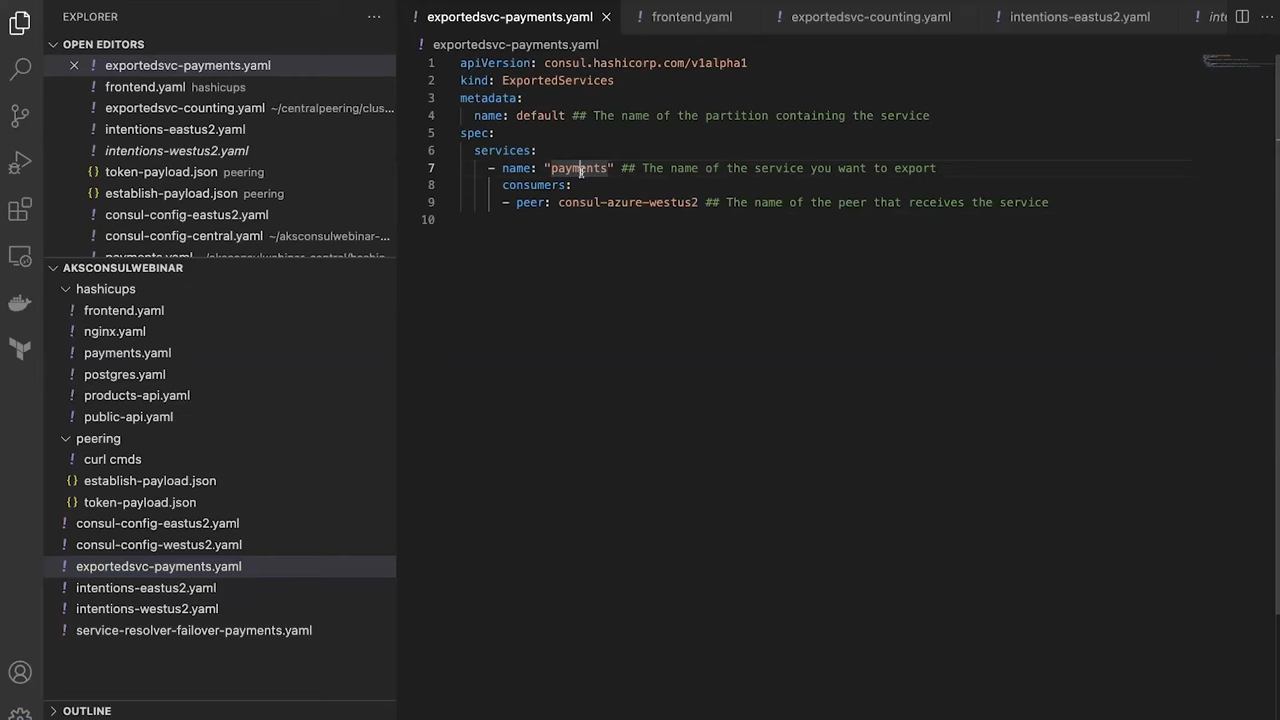 EXPLORER
OPEN EDITORS
exportedsvc-payments.yaml
frontend.yaml hashicups
exportedsvc-counting.yaml ~/centralpeering/clus...
intentions-eastus2.yaml
intentions-westus2.yaml
token-payload.json peering
establish-payload.json peering
consul-config-eastus2.yaml
consul-config-central.yaml ~/aksconsulwebinar-...
AKSCONSULWEBINAR
hashicups
frontend.yaml
nginx.yaml
payments.yaml
postgres.yaml
products-api.yaml
public-api.yaml
peering
curl cmds
establish-payload.json
token-payload.json
consul-config-eastus2.yaml
consul-config-westus2.yaml
exportedsvc-payments.yaml
intentions-eastus2.yaml
intentions-westus2.yaml
service-resolver-failover-payments.yaml
OUTLINE
exportedsvc-payments.yaml frontend.yaml exportedsvc-counting.yaml intentions-eastus2.yaml
exportedsvc-payments.yaml
1 apiVersion: consul.hashicorp.com/v1alpha1
2 kind: ExportedServices
3 metadata:
4 name: default ## The name of the partition containing the service
5 spec:
6 services:
7 - name: "payments" ## The name of the service you want to export
8 consumers:
9 - peer: consul-azure-westus2 ## The name of the peer that receives the service
10